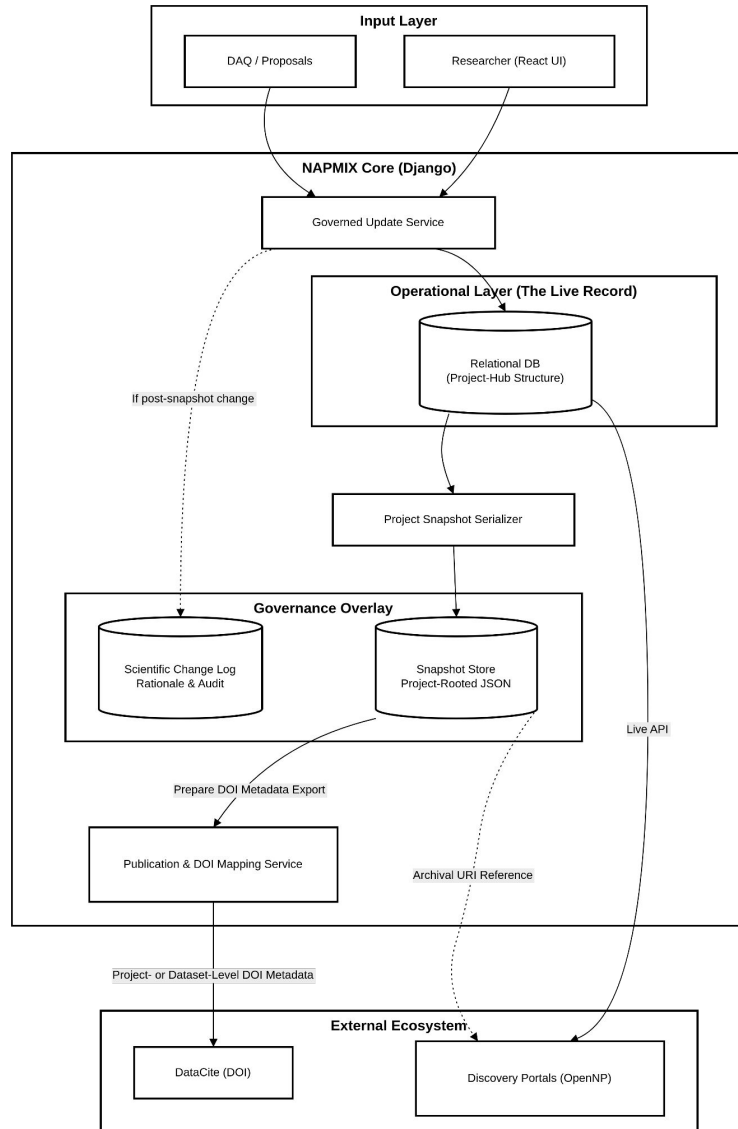 Input Layer
DAQ / Proposals
Researcher (React UI)
NAPMIX Core (Django)
Governed Update Service
Operational Layer (The Live Record)
Relational DB
(Project-Hub Structure)
If post-snapshot change
Project Snapshot Serializer
Governance Overlay
Scientific Change Log
Rationale & Audit
Snapshot Store
Project-Rooted JSON
Live API
Prepare DOI Metadata Export
Publication & DOI Mapping Service
Archival URI Reference
Project- or Dataset-Level DOI Metadata
External Ecosystem
DataCite (DOI)
Discovery Portals (OpenNP)